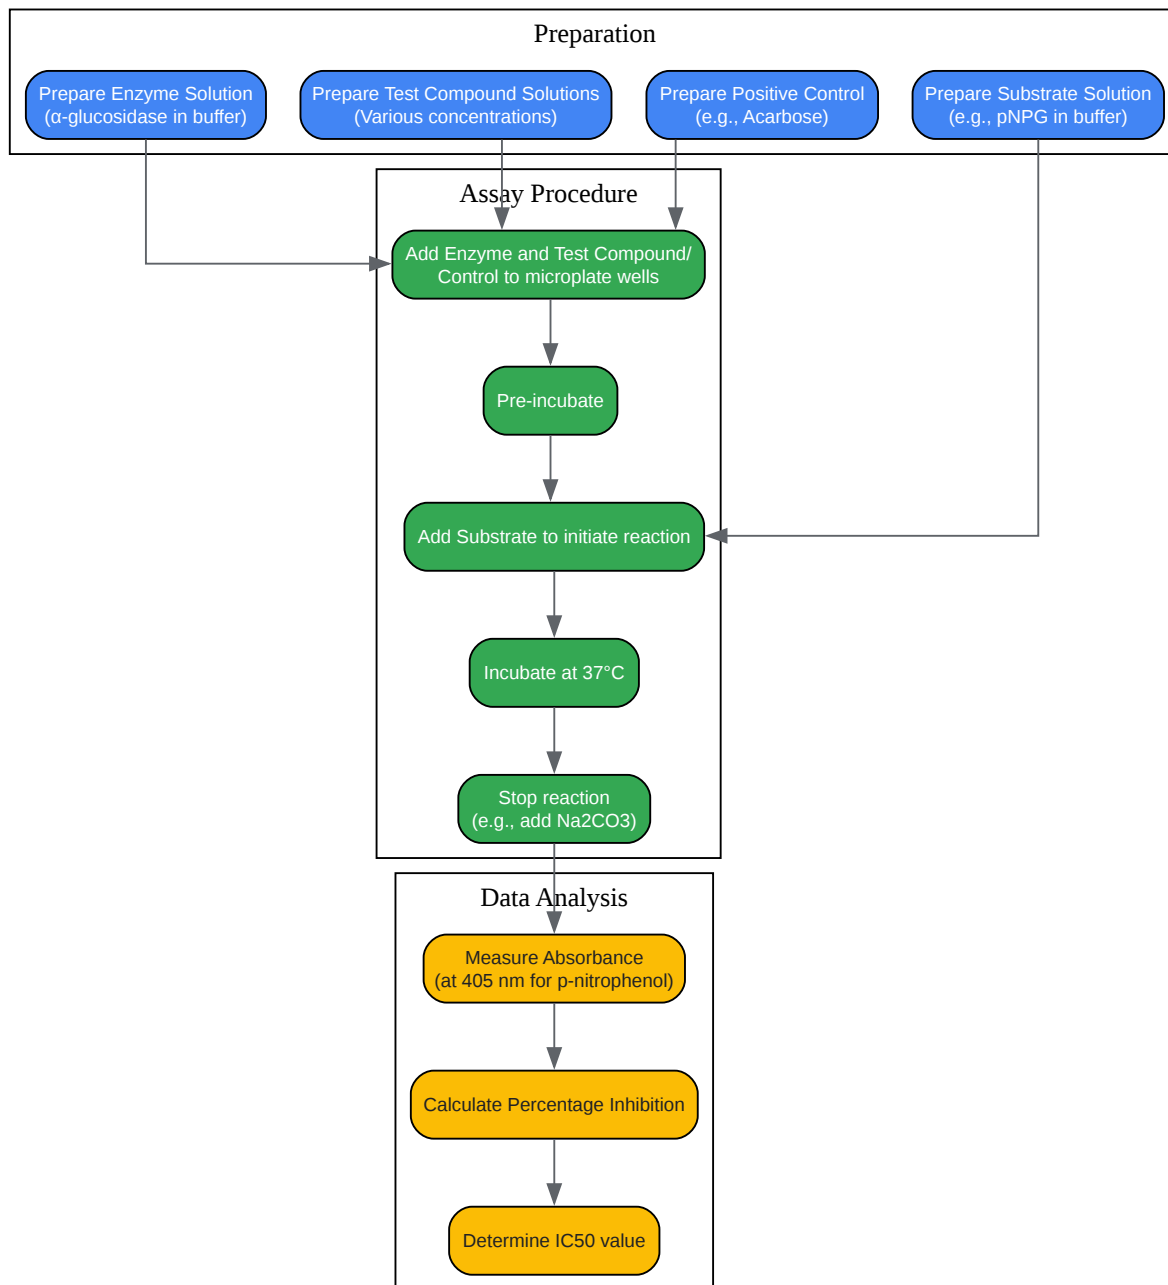 Preparation
Prepare Enzyme Solution
(α-glucosidase in buffer)
Prepare Test Compound Solutions
(Various concentrations)
Prepare Positive Control
(e.g., Acarbose)
Prepare Substrate Solution
(e.g., pNPG in buffer)
Assay Procedure
Add Enzyme and Test Compound/
Control to microplate wells
Pre-incubate
Add Substrate to initiate reaction
Incubate at 37°C
Stop reaction
(e.g., add Na2CO3)
Data Analysis
Measure Absorbance
(at 405 nm for p-nitrophenol)
Calculate Percentage Inhibition
Determine IC50 value